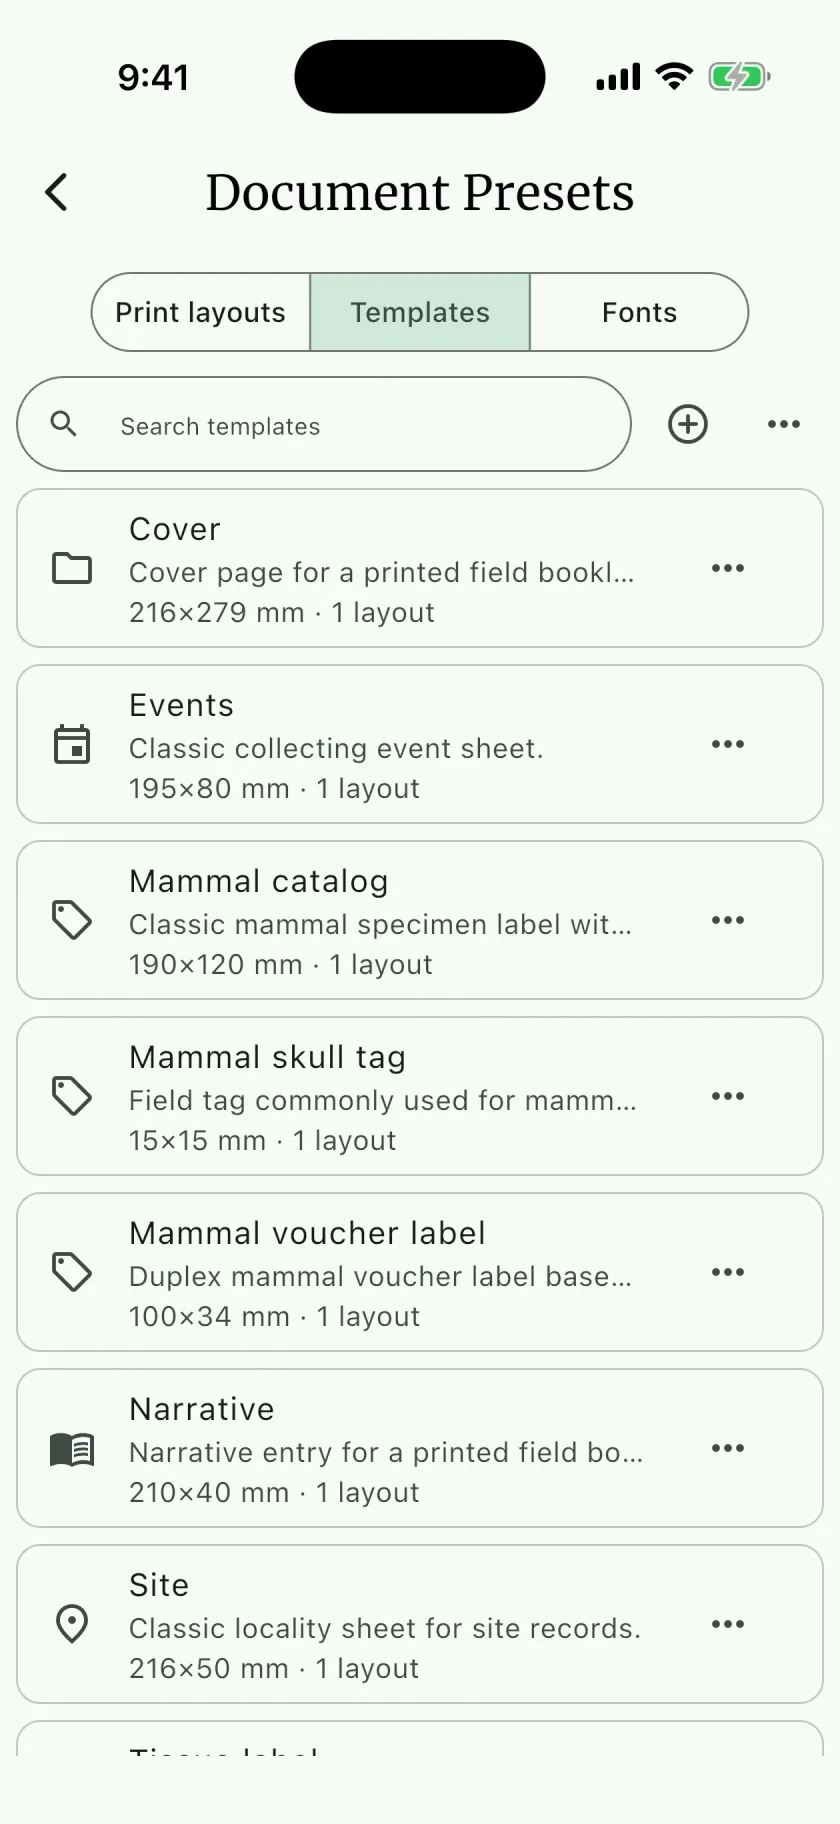 9:41
Document Presets
Print layouts
Templates
Fonts
Search templates
Cover
Cover page for a printed field bookl...
216×279 mm · 1 layout
Events
Classic collecting event sheet.
195×80 mm · 1 layout
Mammal catalog
Classic mammal specimen label wit...
190×120 mm · 1 layout
Mammal skull tag
Field tag commonly used for mamm...
15×15 mm · 1 layout
Mammal voucher label
Duplex mammal voucher label base...
100×34 mm · 1 layout
Narrative
Narrative entry for a printed field bo...
210×40 mm · 1 layout
Site
Classic locality sheet for site records.
216×50 mm · 1 layout
Tissue label